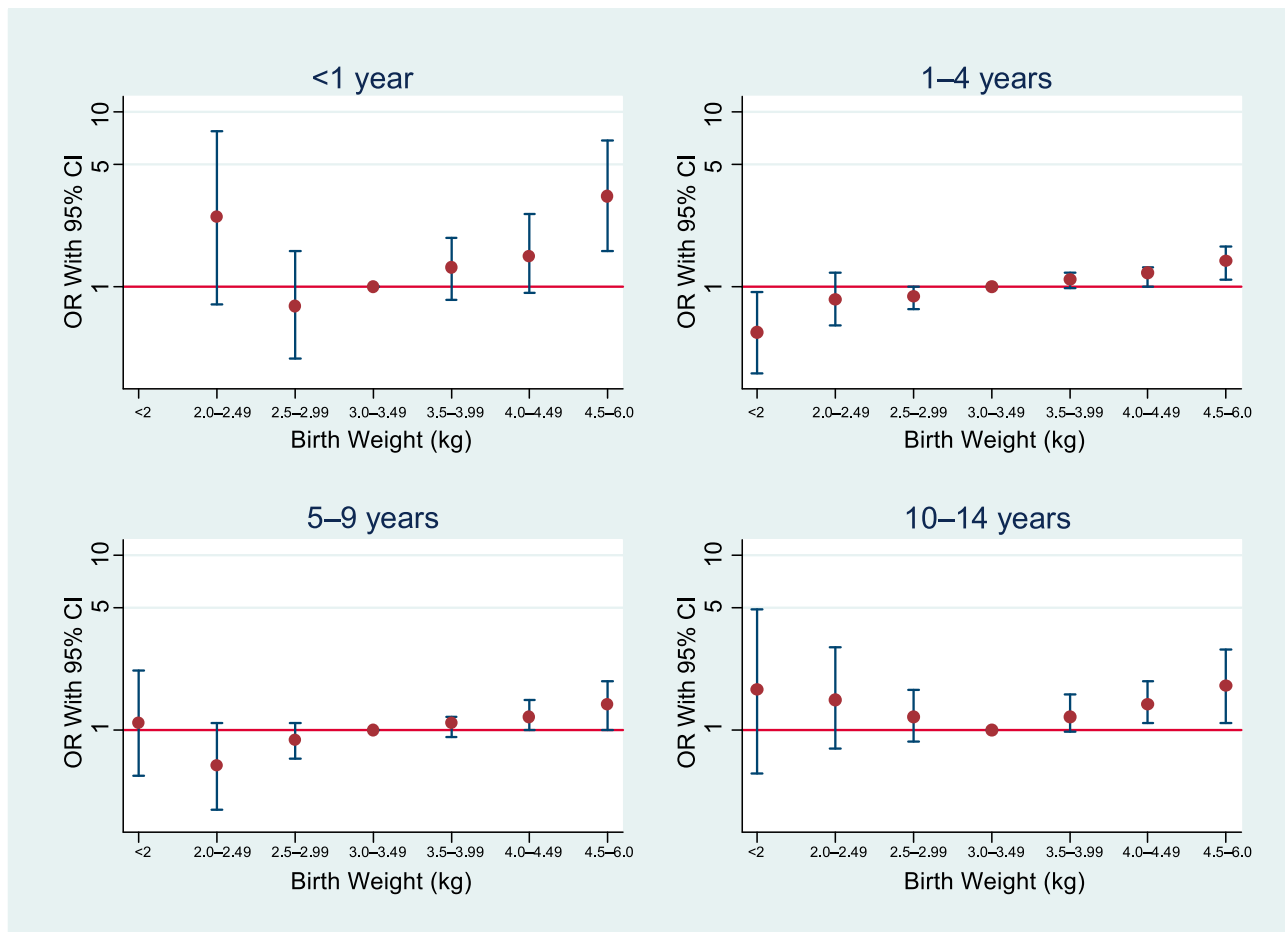 <1 year
10
5
1
OR With 95% CI
<2 2.0–2.49 2.5–2.99 3.0–3.49 3.5–3.99 4.0–4.49 4.5–6.0
Birth Weight (kg)
1–4 years
10
5
1
OR With 95% CI
<2 2.0–2.49 2.5–2.99 3.0–3.49 3.5–3.99 4.0–4.49 4.5–6.0
Birth Weight (kg)
5–9 years
10
5
1
OR With 95% CI
<2 2.0–2.49 2.5–2.99 3.0–3.49 3.5–3.99 4.0–4.49 4.5–6.0
Birth Weight (kg)
10–14 years
10
5
1
OR With 95% CI
<2 2.0–2.49 2.5–2.99 3.0–3.49 3.5–3.99 4.0–4.49 4.5–6.0
Birth Weight (kg)